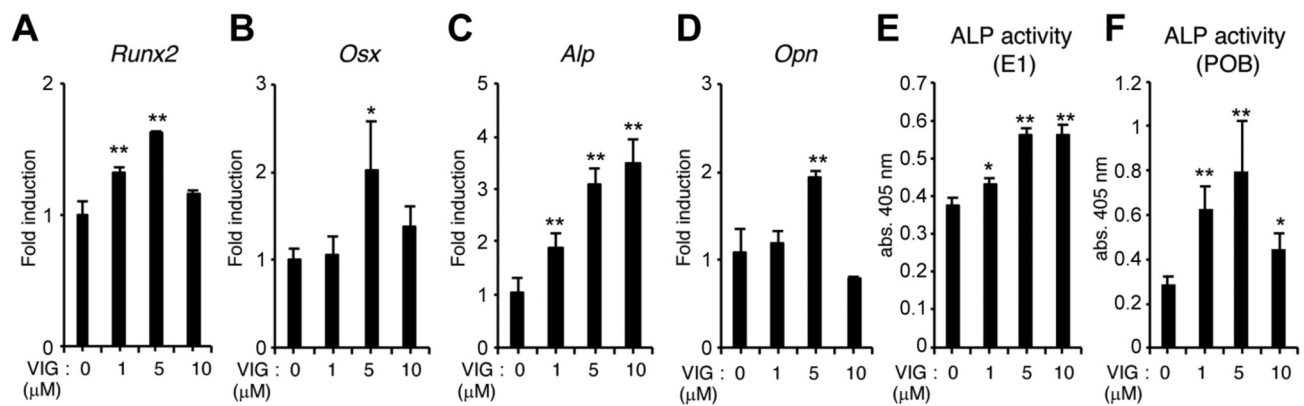 A
Runx2
Fold induction
2
1
0
**
**
VIG :
(μM)
0 1 5 10
B
Osx
Fold induction
3
2
1
0
*
VIG :
(μM)
0 1 5 10
C
Alp
Fold induction
5
4
3
2
1
0
**
**
**
VIG :
(μM)
0 1 5 10
D
Opn
Fold induction
3
2
1
0
**
VIG :
(μM)
0 1 5 10
E
ALP activity
(E1)
abs. 405 nm
0.7
0.6
0.5
0.4
0.3
0.2
0.1
0.0
*
**
**
VIG :
(μM)
0 1 5 10
F
ALP activity
(POB)
abs. 405 nm
1.2
1
0.8
0.6
0.4
0.2
0
**
**
*
VIG :
(μM)
0 1 5 10